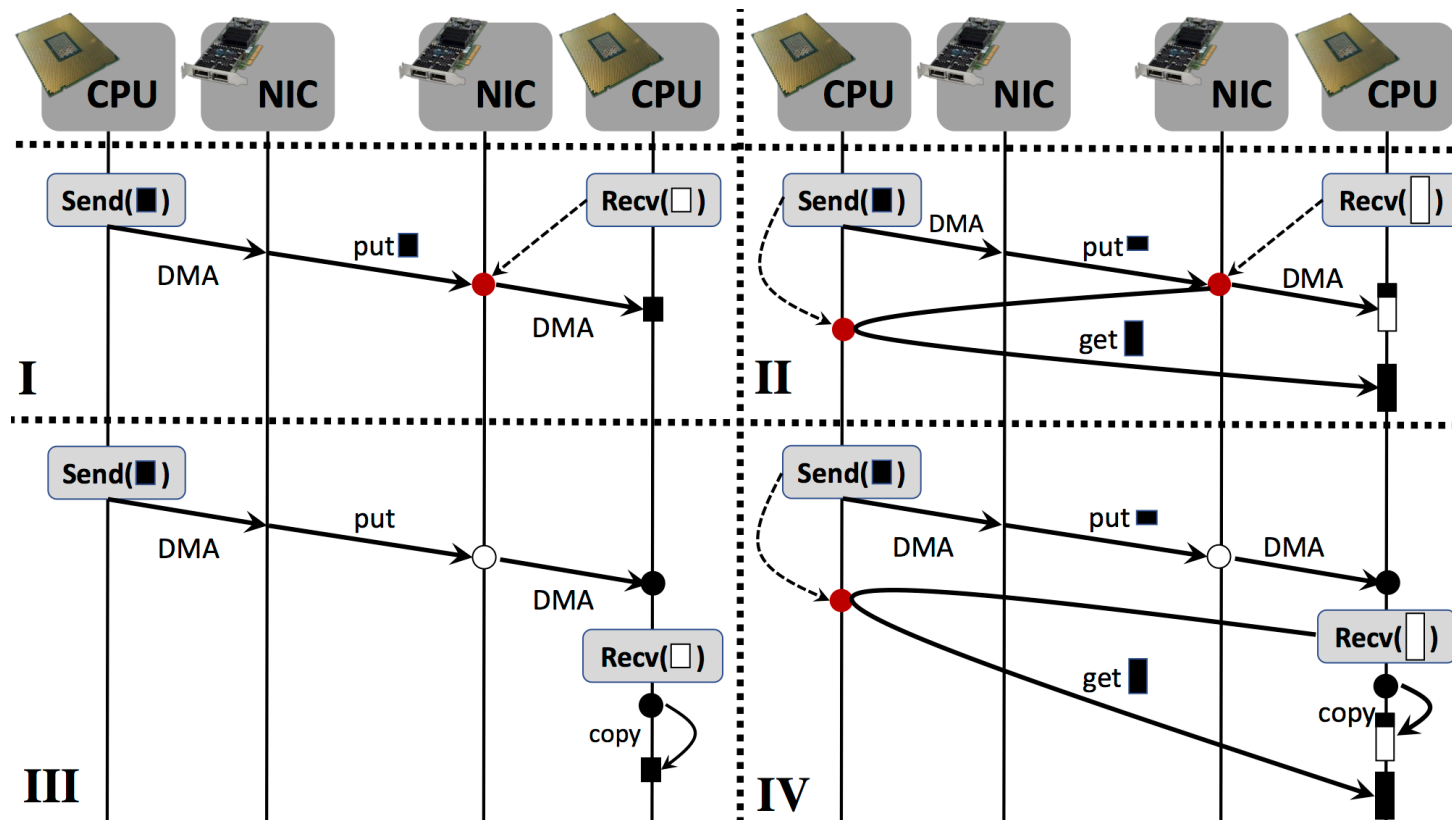 CPU NIC NIC CPU
CPU NIC NIC CPU
Send( )
Recv( )
put
DMA
DMA
I
Send( )
Recv( )
DMA
put
DMA
get
II
Send( )
put
DMA
DMA
Recv( )
copy
III
Send( )
put
DMA
DMA
Recv( )
get
copy
IV